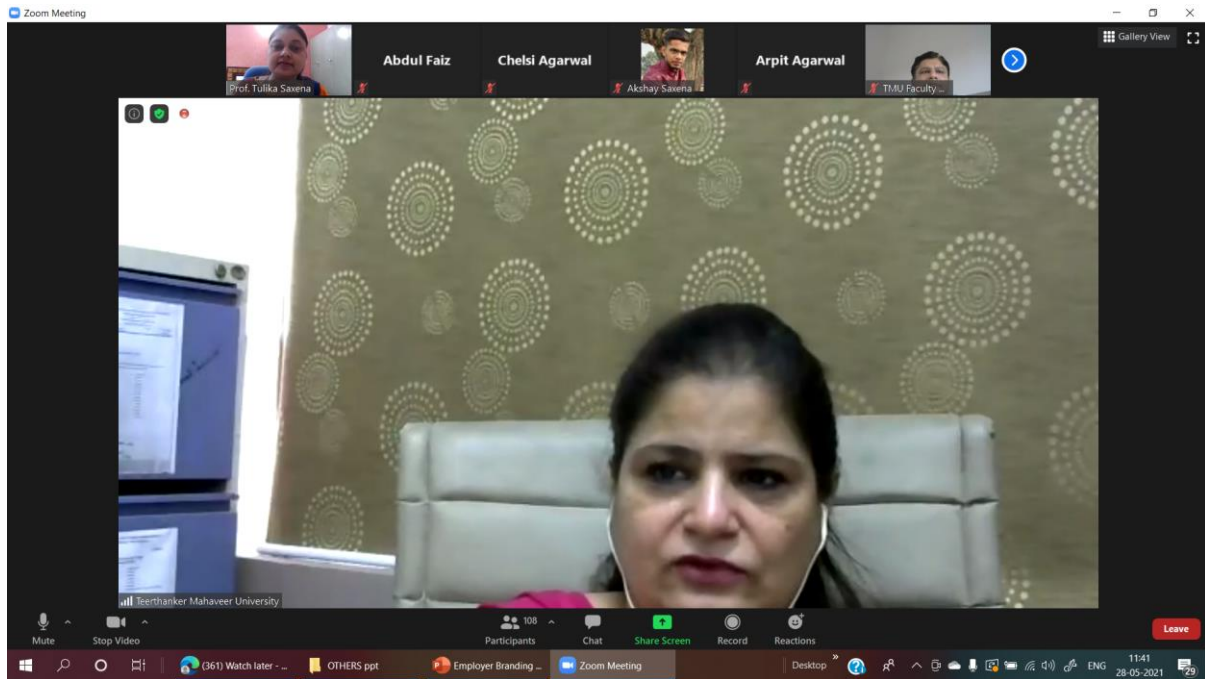 Zoom Meeting
Gallery View
Abdul Faiz
Chelsi Agarwal
Arpit Agarwal
Prof. Tulika Saxena
Akshay Saxena
TMU Faculty ...
Teerthanker Mahaveer University
108
Mute
Stop Video
Participants
Chat
Share Screen
Record
Reactions
Leave
(361) Watch later - ...
OTHERS ppt
Employer Branding ...
Zoom Meeting
Desktop
ENG
11:41
28-05-2021
29